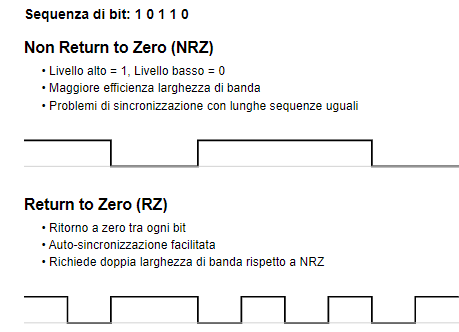 Sequenza di bit: 1 0 1 1 0
Non Return to Zero (NRZ)
• Livello alto = 1, Livello basso = 0
• Maggiore efficienza larghezza di banda
• Problemi di sincronizzazione con lunghe sequenze uguali
Return to Zero (RZ)
• Ritorno a zero tra ogni bit
• Auto-sincronizzazione facilitata
• Richiede doppia larghezza di banda rispetto a NRZ